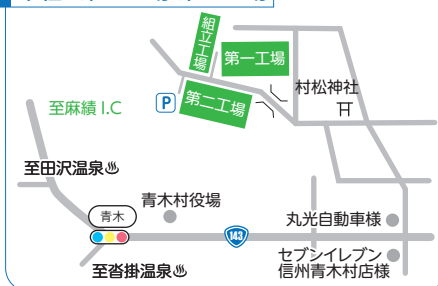 組立工場
第一工場
第二工場
P
村松神社
至麻績 I.C
至田沢温泉♨
青木
青木村役場
143
丸光自動車様
セブンイレブン
信州青木村店様
至沓掛温泉♨